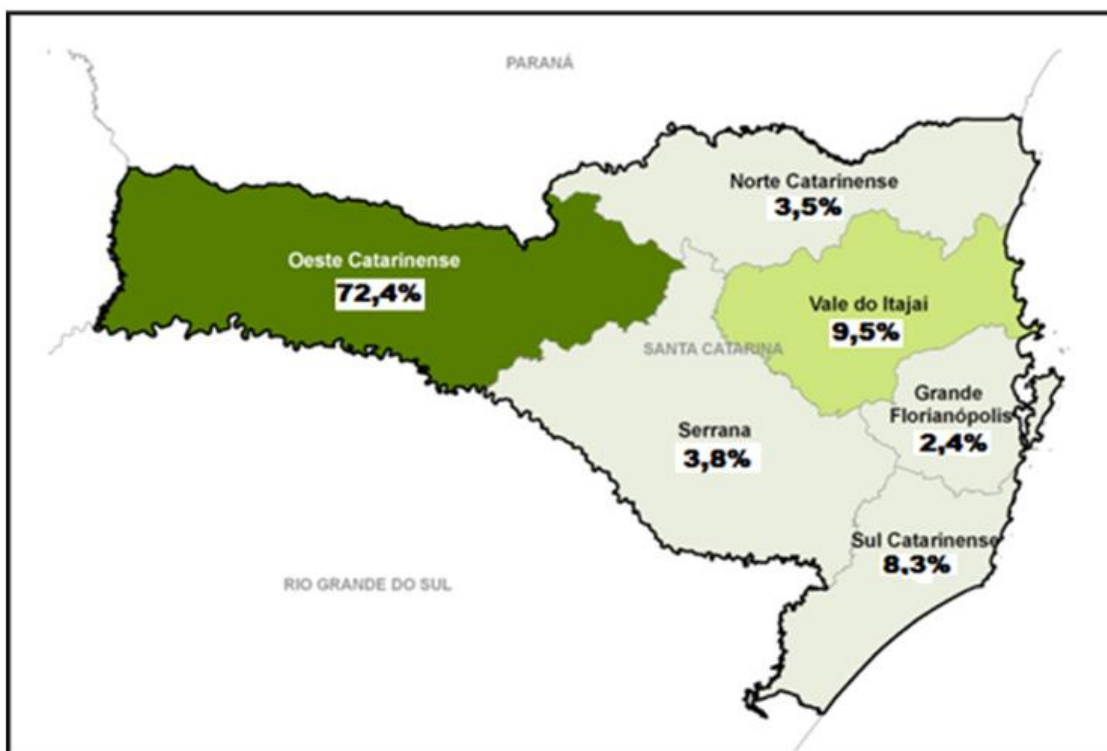 PARANÁ
Norte Catarinense
3,5%
Oeste Catarinense
72,4%
Vale do Itajai
9,5%
SANTA CATARINA
Grande
Florianópolis
2,4%
Serrana
3,8%
Sul Catarinense
8,3%
RIO GRANDE DO SUL